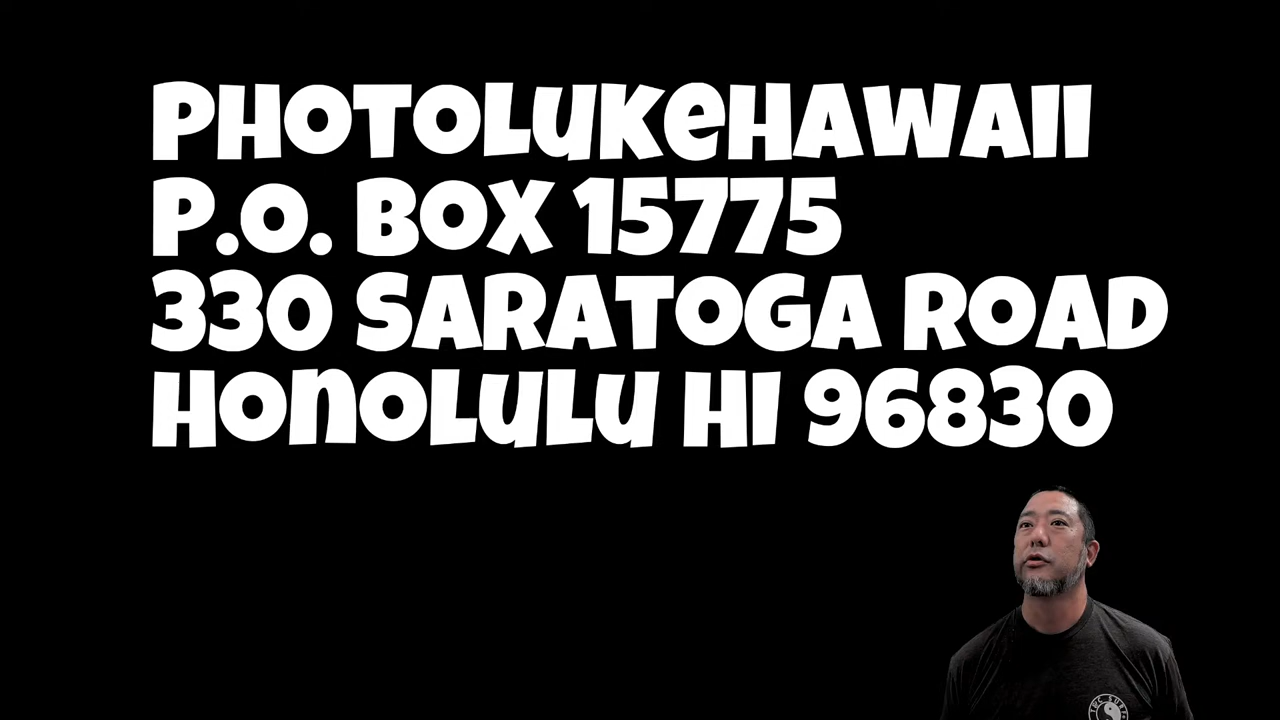 PHOTOLUKEHAWAII
P.O. BOX 15775
330 SARATOGA ROAD
HONOLULU HI 96830